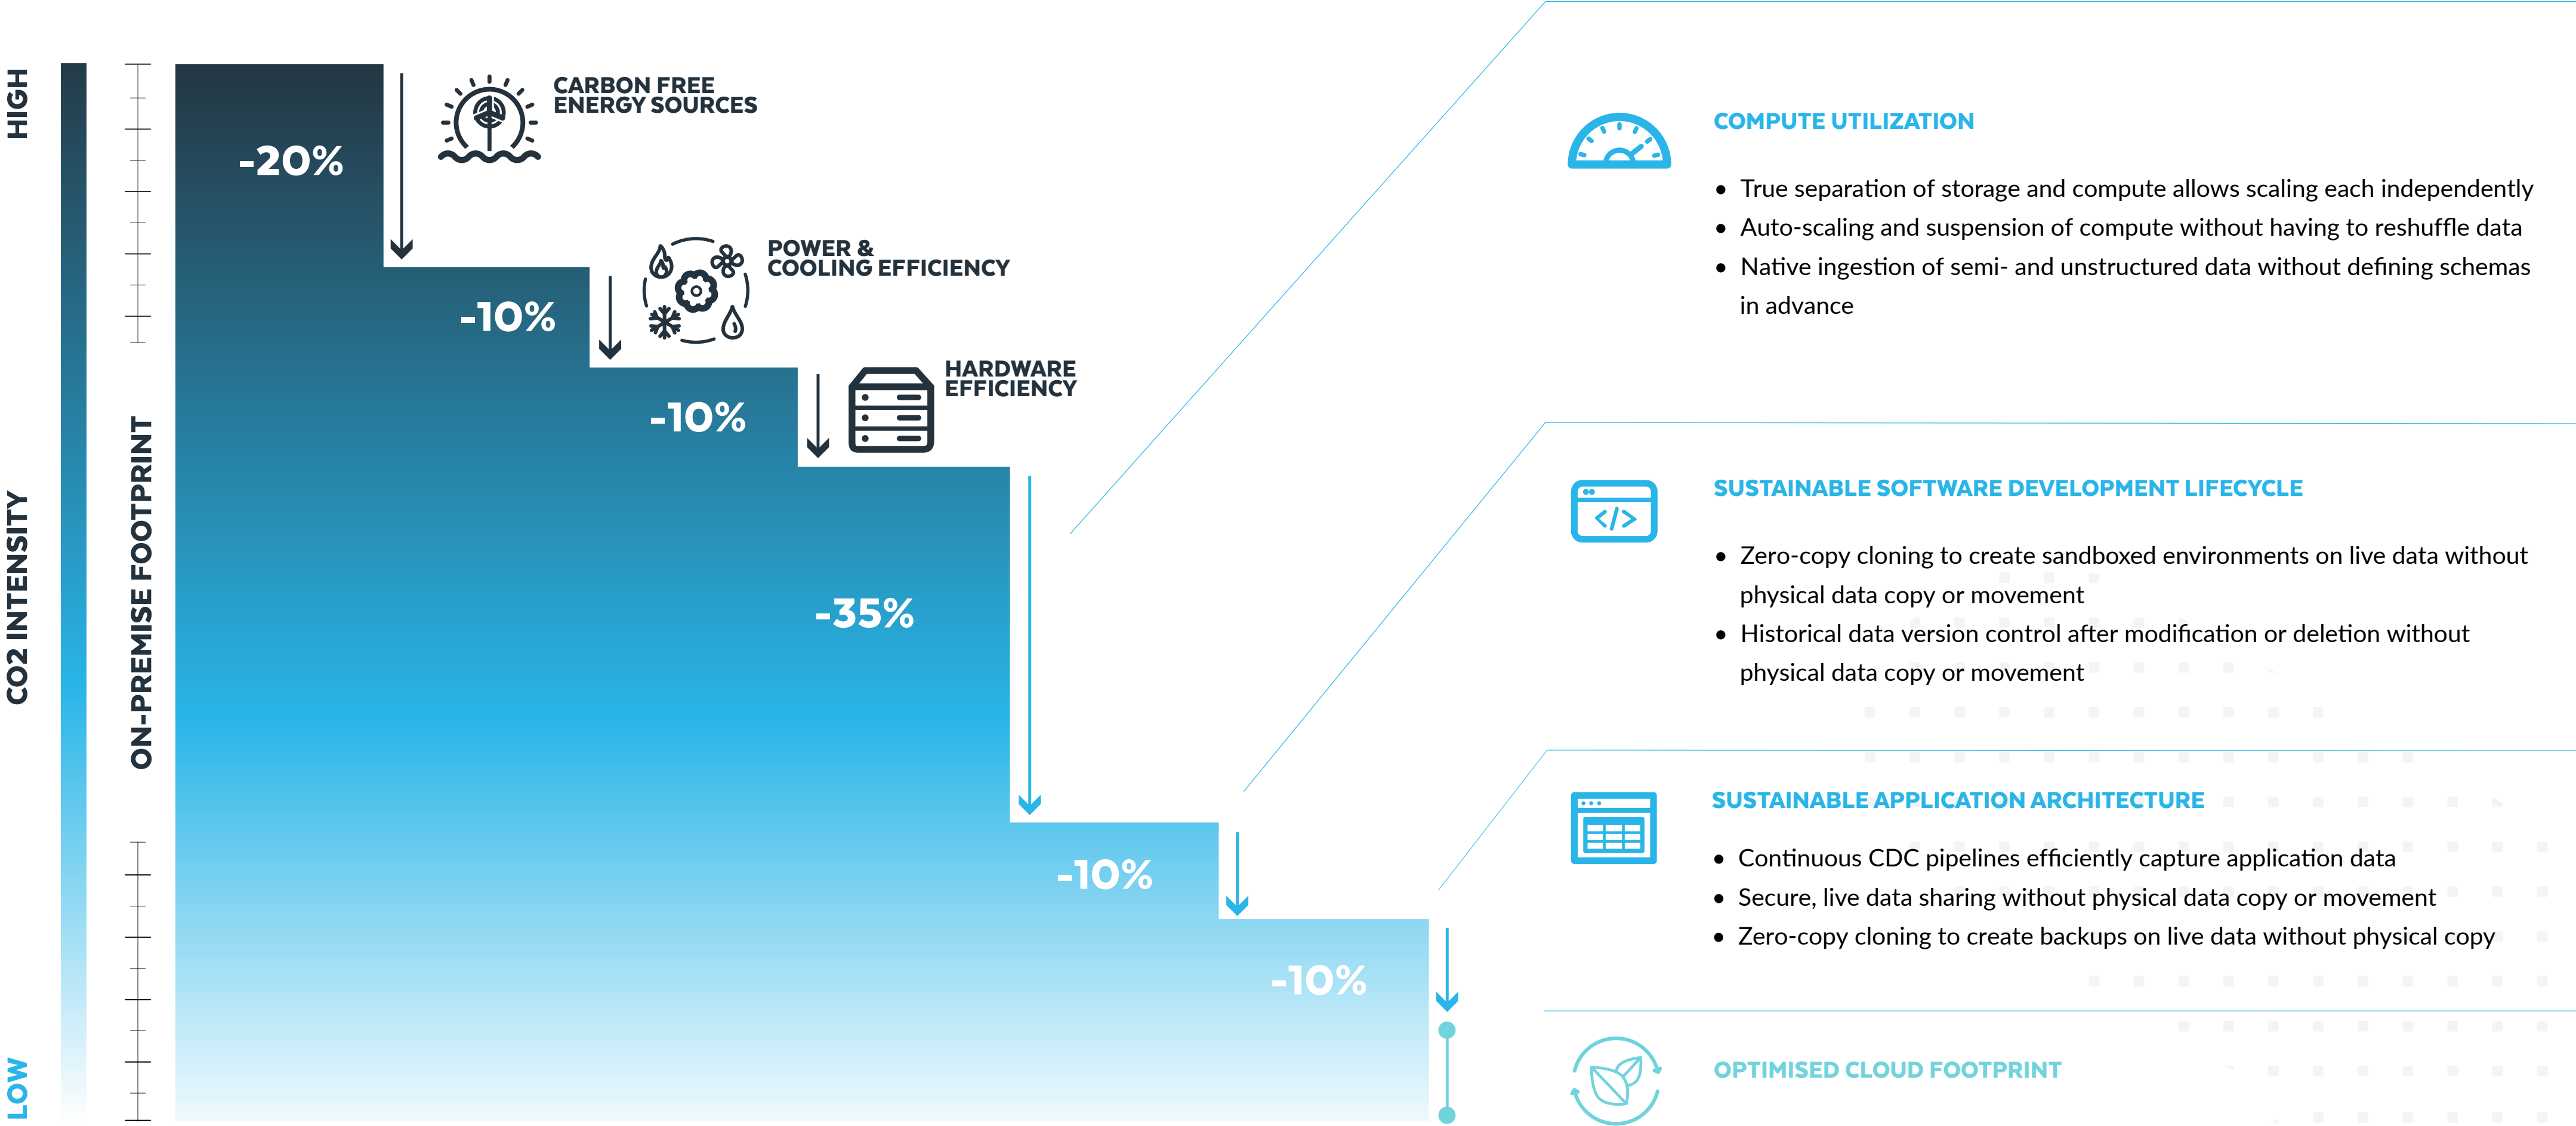 HIGH
CO2 INTENSITY
LOW
ON-PREMISE FOOTPRINT
-20%
CARBON FREE
ENERGY SOURCES
-10%
POWER &
COOLING EFFICIENCY
-10%
HARDWARE
EFFICIENCY
-35%
-10%
-10%
COMPUTE UTILIZATION
• True separation of storage and compute allows scaling each independently
• Auto-scaling and suspension of compute without having to reshuffle data
• Native ingestion of semi- and unstructured data without defining schemas
in advance
SUSTAINABLE SOFTWARE DEVELOPMENT LIFECYCLE
• Zero-copy cloning to create sandboxed environments on live data without
physical data copy or movement
• Historical data version control after modification or deletion without
physical data copy or movement
SUSTAINABLE APPLICATION ARCHITECTURE
• Continuous CDC pipelines efficiently capture application data
• Secure, live data sharing without physical data copy or movement
• Zero-copy cloning to create backups on live data without physical copy
OPTIMISED CLOUD FOOTPRINT